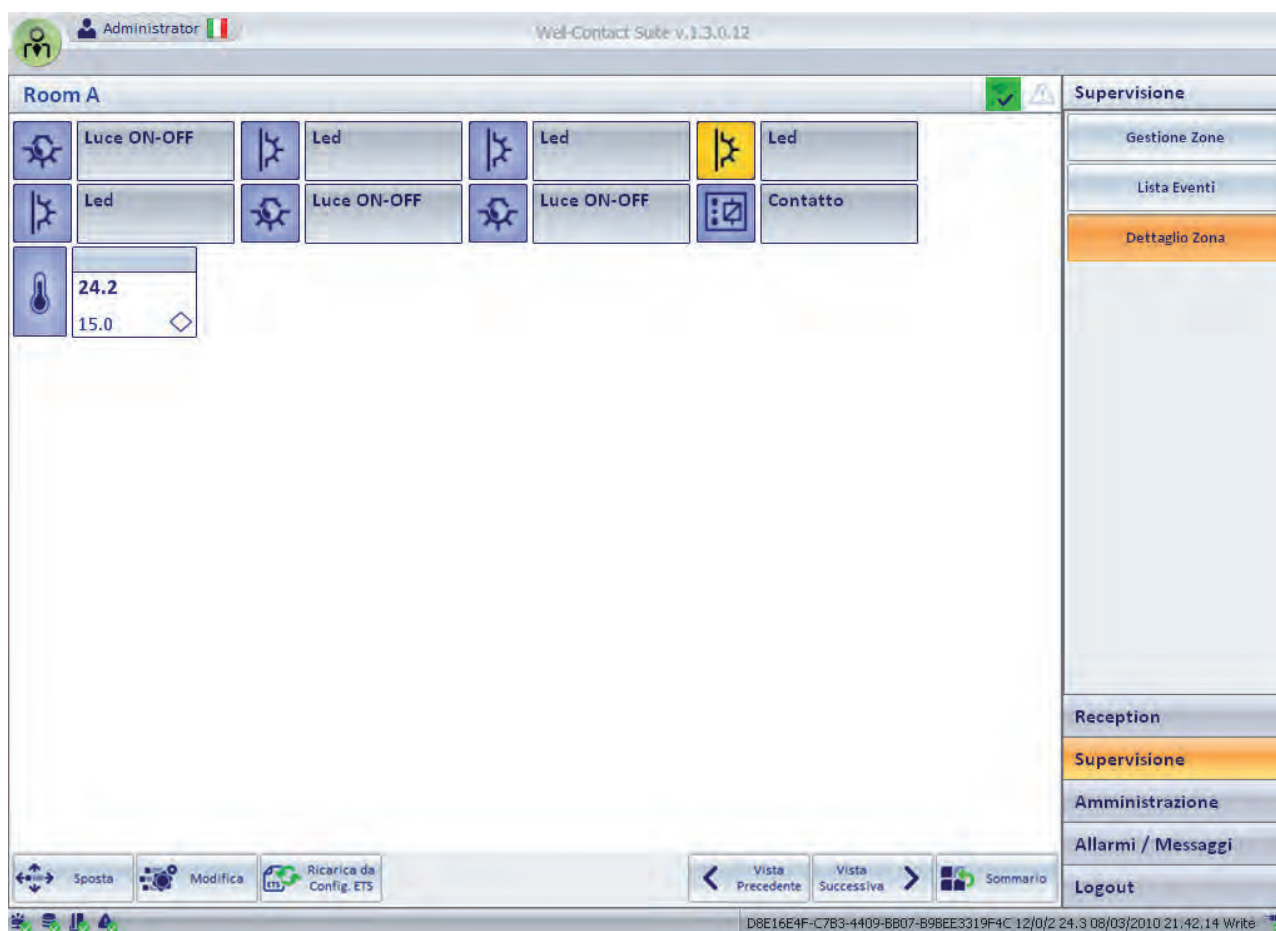 Administrator
Wel-Contact Suite v.1.3.0.12
Room A
Supervisione
Luce ON-OFF
Led
Led
Led
Gestione Zone
Lista Eventi
Led
Luce ON-OFF
Luce ON-OFF
Contatto
Dettaglio Zona
24.2
15.0
Reception
Supervisione
Amministrazione
Allarmi / Messaggi
Logout
Sposta
Modifica
ETS
Ricarica da
Config. ETS
Vista
Precedente
Vista
Successiva
Sommario
D8E16E4F-C7B3-4409-BB07-B9BEE3319F4C 12/0/2 24.3 08/03/2010 21.42.14 Write